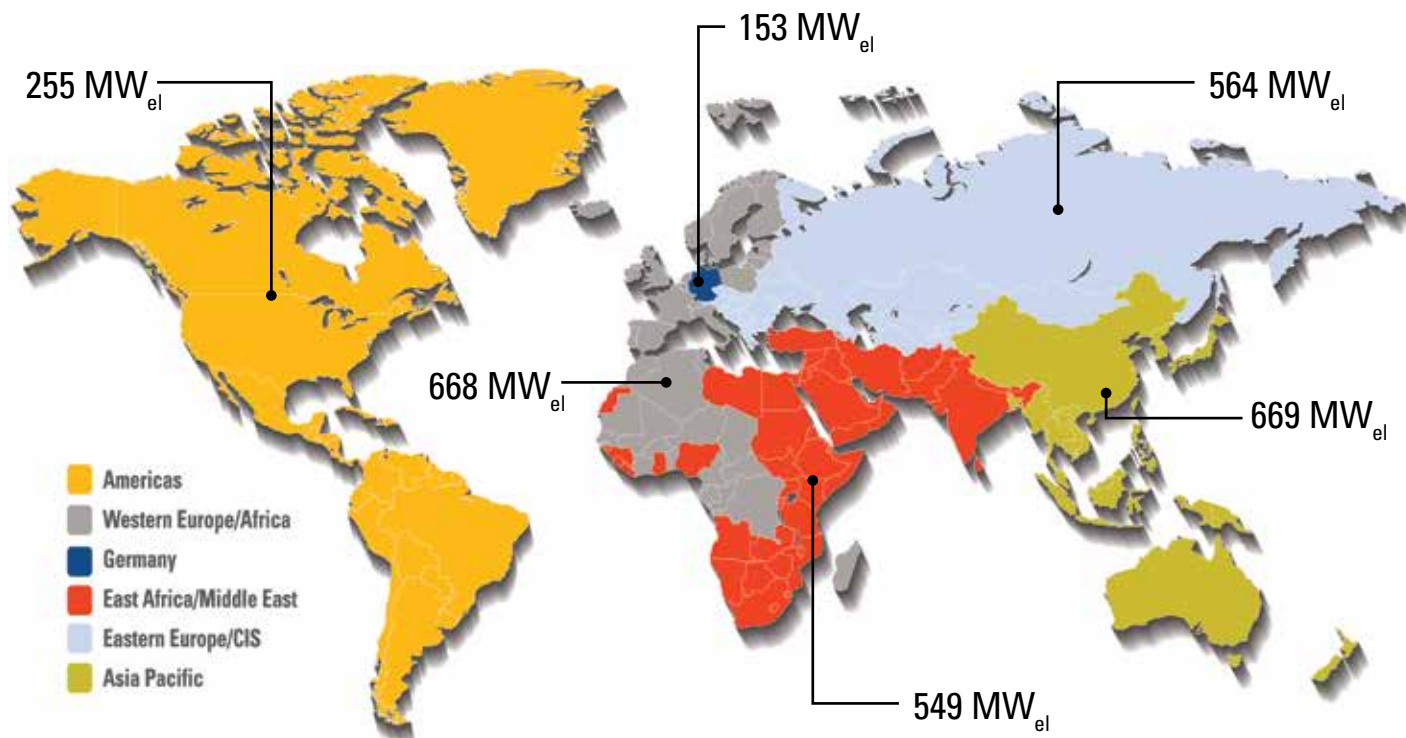 153 MWel
255 MWel
564 MWel
668 MWel
669 MWel
Americas
Western Europe/Africa
Germany
East Africa/Middle East
Eastern Europe/CIS
Asia Pacific
549 MWel